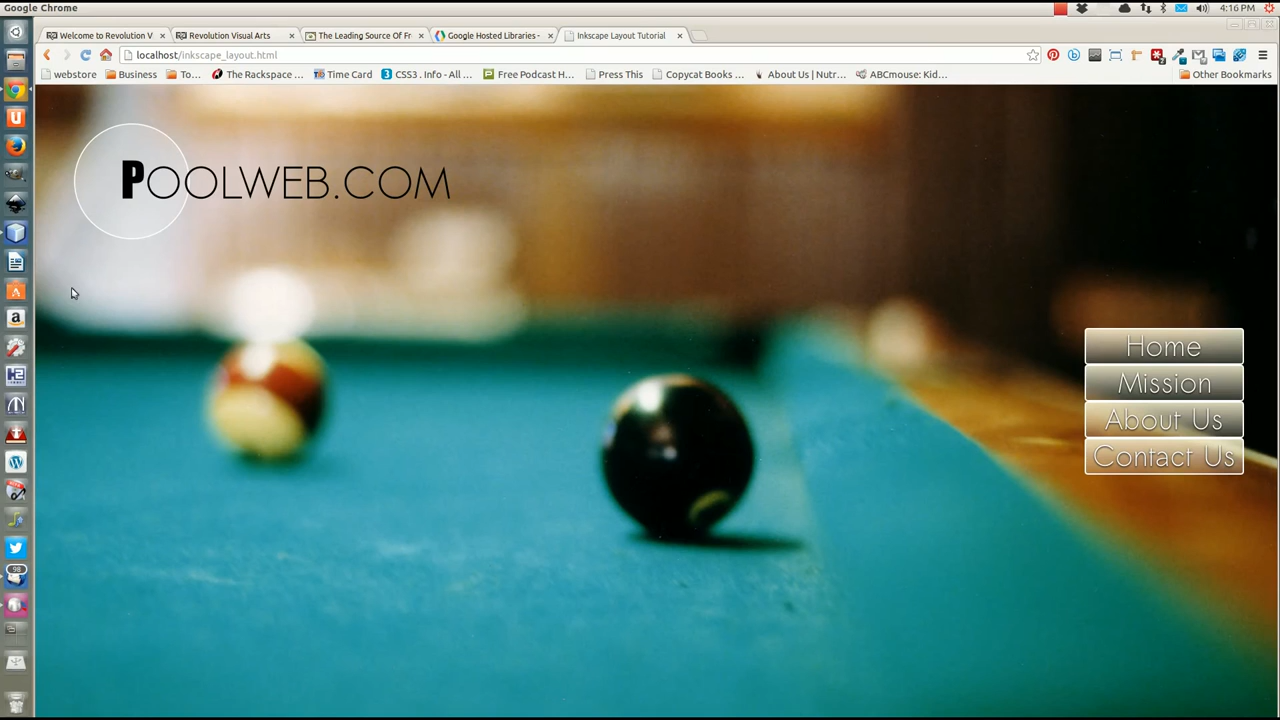 Google Chrome
4:16 PM
Welcome to Revolution V
Revolution Visual Arts
The Leading Source Of Fr
Google Hosted Libraries -
Inkscape Layout Tutorial
localhost/inkscape_layout.html
webstore
Business
To...
The Rackspace ...
Time Card
CSS3 . Info - All ...
Free Podcast H...
Press This
Copycat Books ...
About Us | Nutr...
ABCmouse: Kid...
Other Bookmarks
POOLWEB.COM
Home
Mission
About Us
Contact Us
98